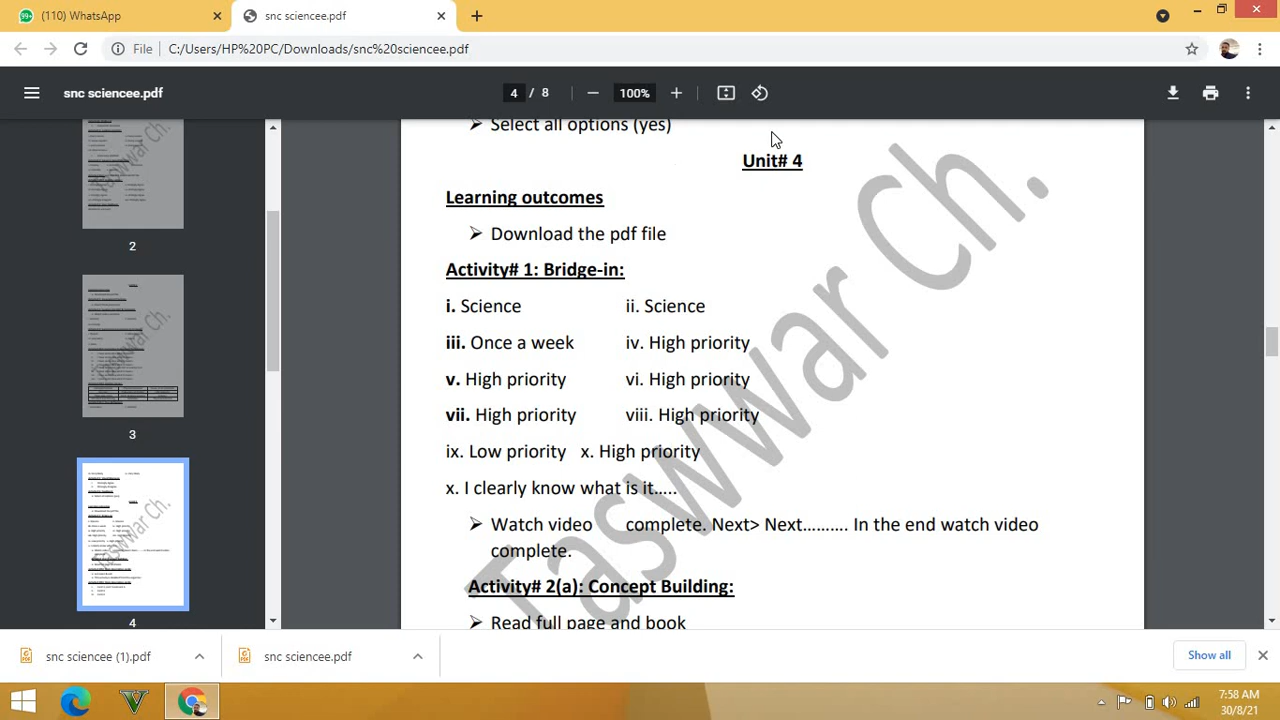 (110) WhatsApp
snc sciencee.pdf
File C:/Users/HP%20PC/Downloads/snc%20sciencee.pdf
snc sciencee.pdf
4 / 8
100%
2
3
4
➢ Select all options (yes)
Unit# 4
Learning outcomes
➢ Download the pdf file
Activity# 1: Bridge-in:
i. Science ii. Science
iii. Once a week iv. High priority
v. High priority vi. High priority
vii. High priority viii. High priority
ix. Low priority x. High priority
x. I clearly know what is it.....
➢ Watch video complete. Next> Next......... In the end watch video
complete.
Activity# 2(a): Concept Building:
➢ Read full page and book
Taswwar Ch.
snc sciencee (1).pdf
snc sciencee.pdf
Show all
7:58 AM
30/8/21